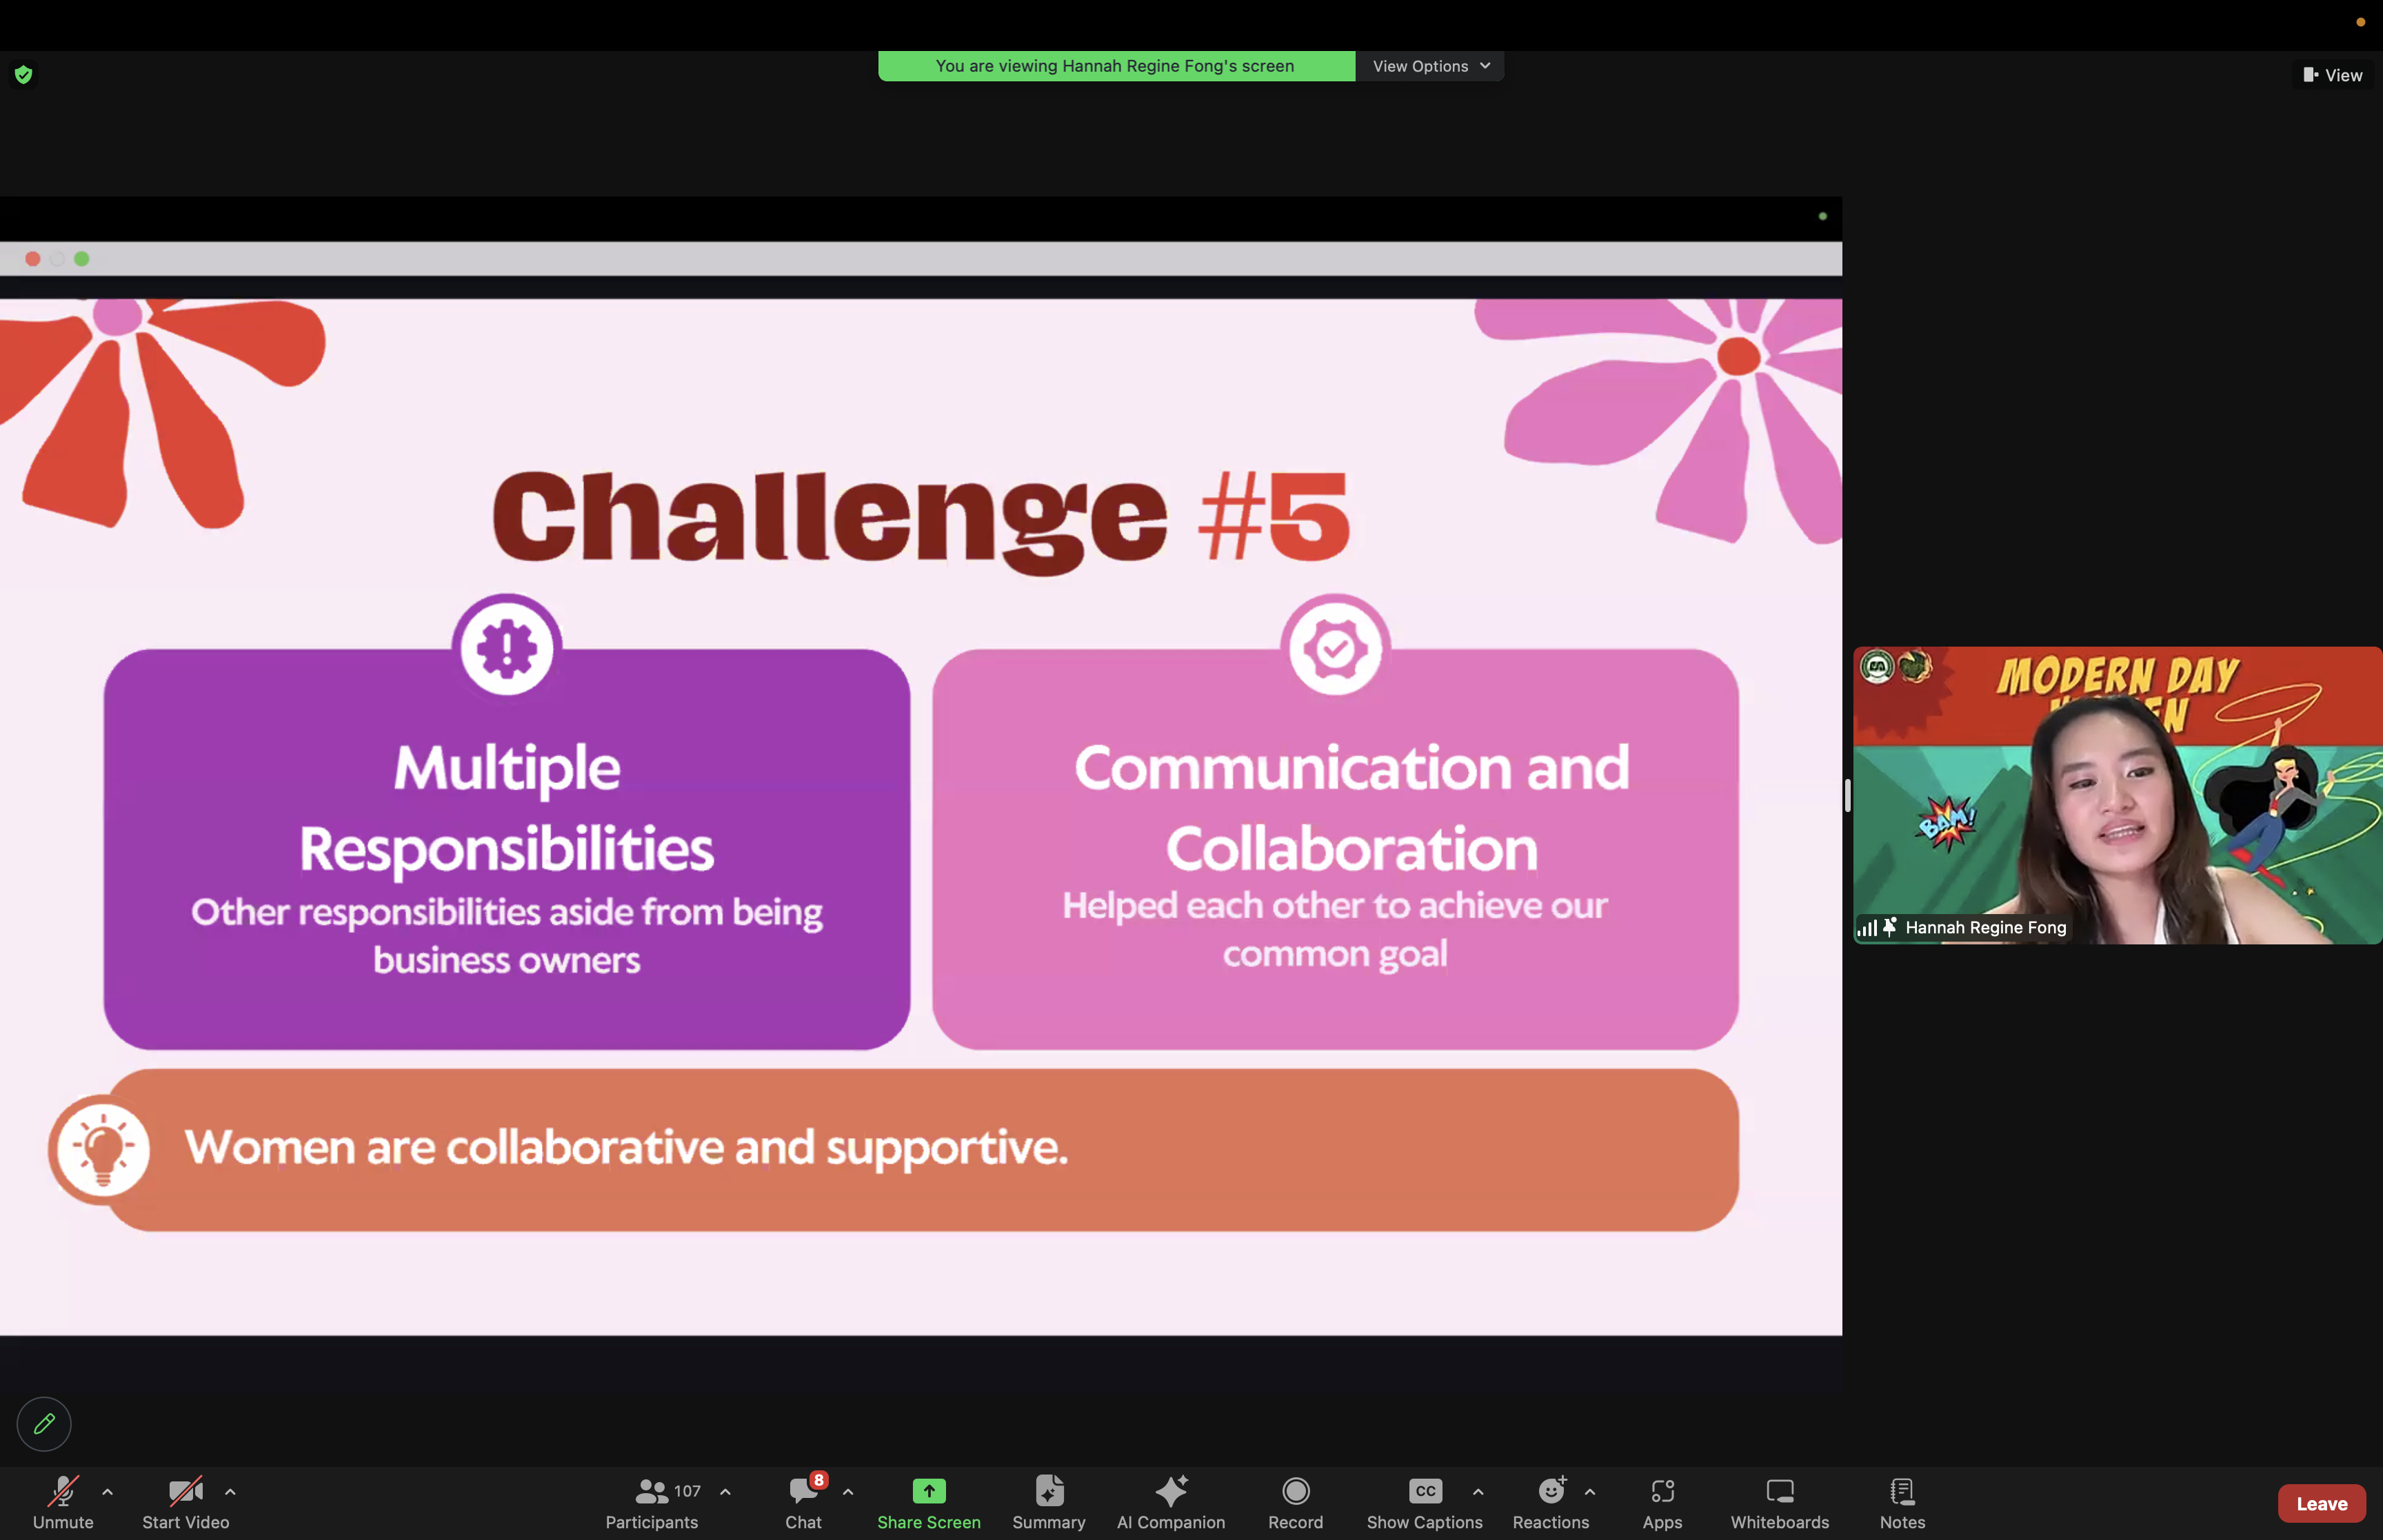 You are viewing Hannah Regine Fong's screen
View Options
View
Challenge #5
Multiple
Responsibilities
Other responsibilities aside from being
business owners
Communication and
Collaboration
Helped each other to achieve our
common goal
Women are collaborative and supportive.
MODERN DAY
BAM!
Hannah Regine Fong
Unmute
Start Video
107
Participants
8
Chat
Share Screen
Summary
AI Companion
Record
CC
Show Captions
Reactions
Apps
Whiteboards
Notes
Leave